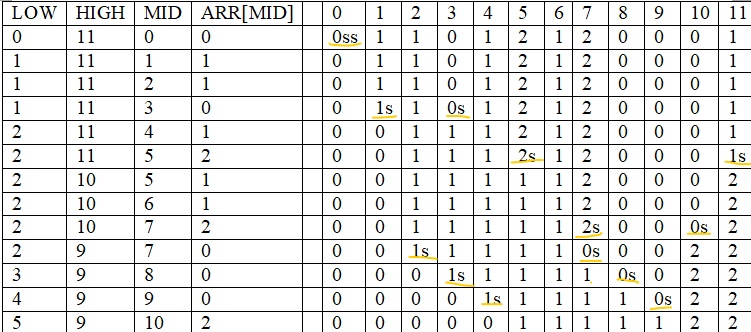 LOW HIGH MID ARR[MID] 0 1 2 3 4 5 6 7 8 9 10 11
0 11 0 0 0ss 1 1 0 1 2 1 2 0 0 0 1
1 11 1 1 0 1 1 0 1 2 1 2 0 0 0 1
1 11 2 1 0 1 1 0 1 2 1 2 0 0 0 1
1 11 3 0 0 1s 1 0s 1 2 1 2 0 0 0 1
2 11 4 1 0 0 1 1 1 2 1 2 0 0 0 1
2 11 5 2 0 0 1 1 1 2s 1 2 0 0 0 1s
2 10 5 1 0 0 1 1 1 1 1 2 0 0 0 2
2 10 6 1 0 0 1 1 1 1 1 2 0 0 0 2
2 10 7 2 0 0 1 1 1 1 1 2s 0 0 0s 2
2 9 7 0 0 0 1s 1 1 1 1 0s 0 0 2 2
3 9 8 0 0 0 0 1s 1 1 1 1 0s 0 2 2
4 9 9 0 0 0 0 0 1s 1 1 1 1 0s 2 2
5 9 10 2 0 0 0 0 0 1 1 1 1 1 2 2